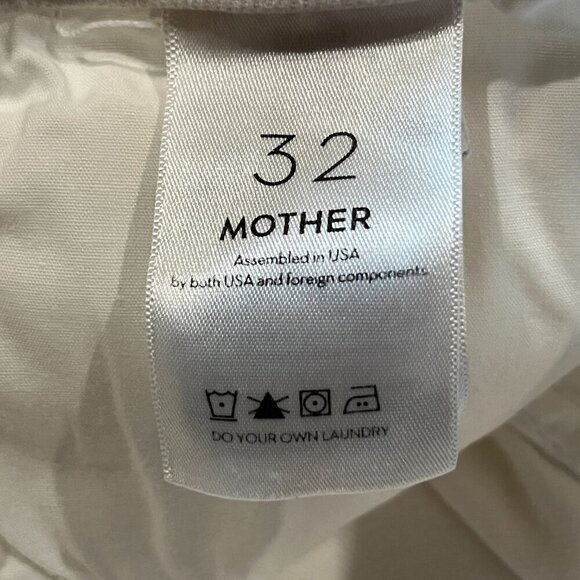 32
MOTHER
Assembled in USA
by both USA and foreign components
DO YOUR OWN LAUNDRY